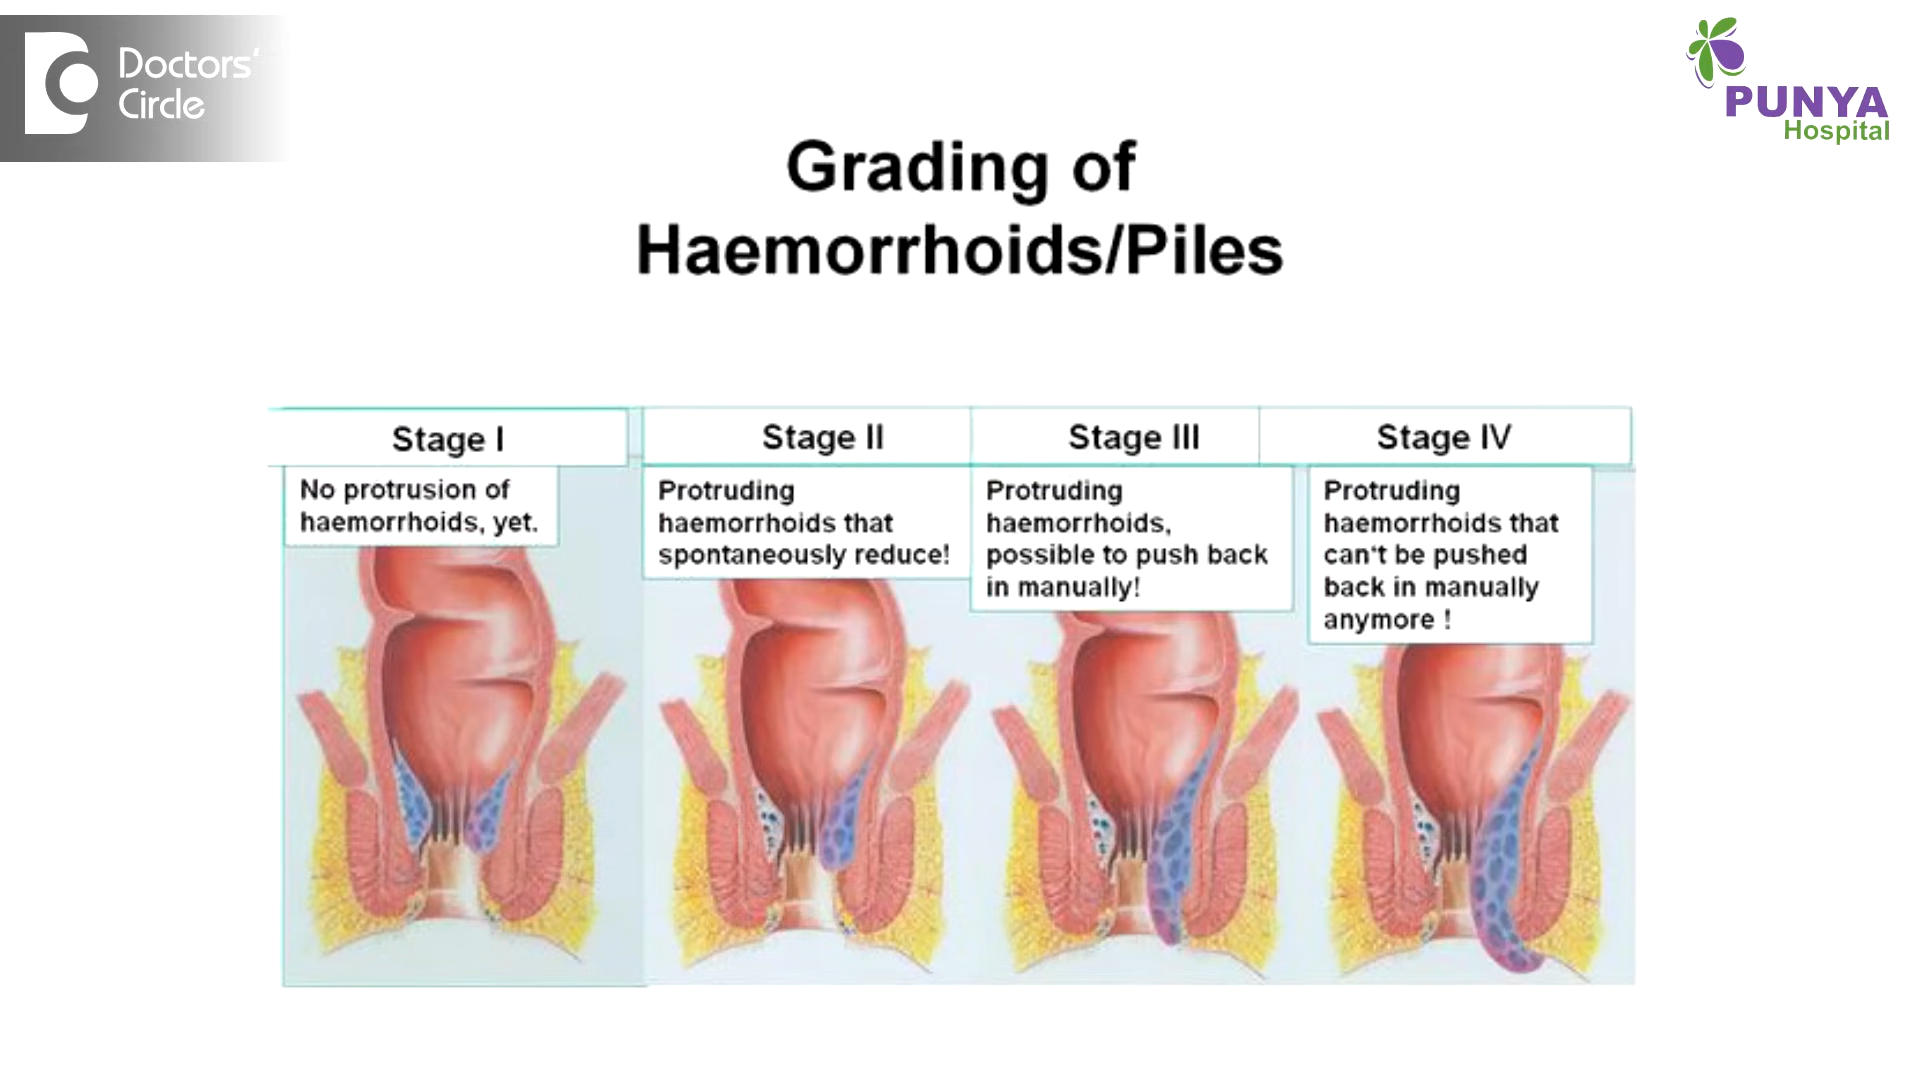 Doctors'
Circle
PUNYA
Hospital
Grading of
Haemorrhoids/Piles
Stage I
No protrusion of
haemorrhoids, yet.
Stage II
Protruding
haemorrhoids that
spontaneously reduce!
Stage III
Protruding
haemorrhoids,
possible to push back
in manually!
Stage IV
Protruding
haemorrhoids that
can't be pushed
back in manually
anymore !